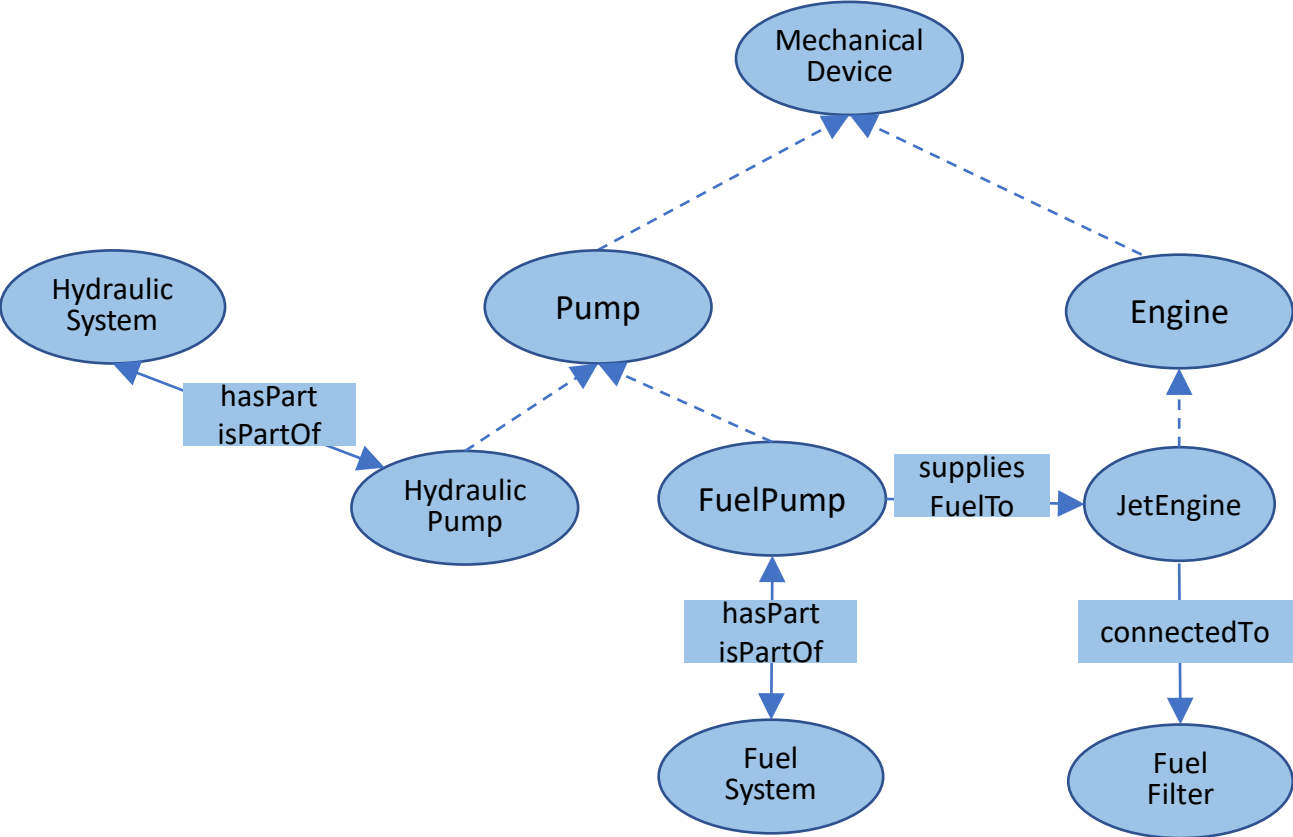 Mechanical
Device
Hydraulic
System
Pump
Engine
hasPart
isPartOf
Hydraulic
Pump
FuelPump
supplies
FuelTo
JetEngine
hasPart
isPartOf
connectedTo
Fuel
System
Fuel
Filter